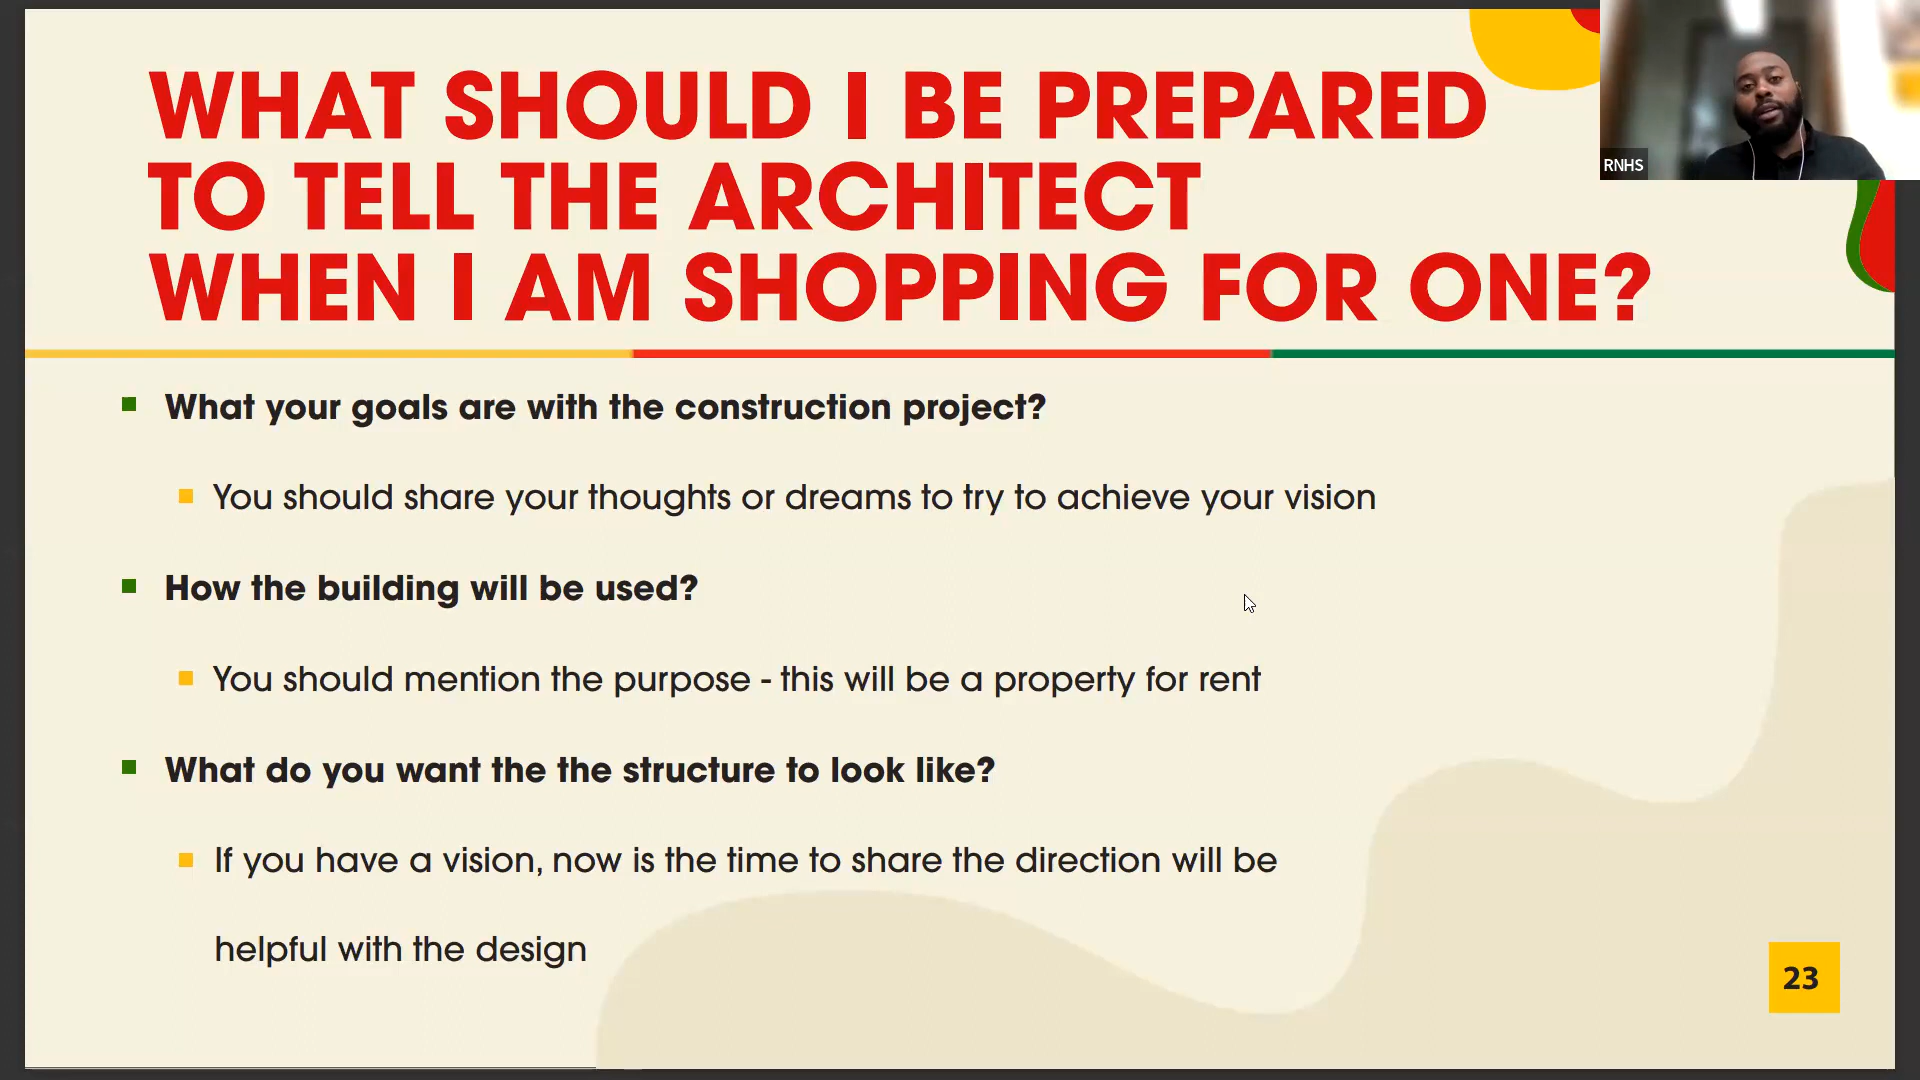 WHAT SHOULD I BE PREPARED
TO TELL THE ARCHITECT
WHEN I AM SHOPPING FOR ONE?
RNHS
What your goals are with the construction project?
You should share your thoughts or dreams to try to achieve your vision
How the building will be used?
You should mention the purpose - this will be a property for rent
What do you want the the structure to look like?
If you have a vision, now is the time to share the direction will be
helpful with the design
23